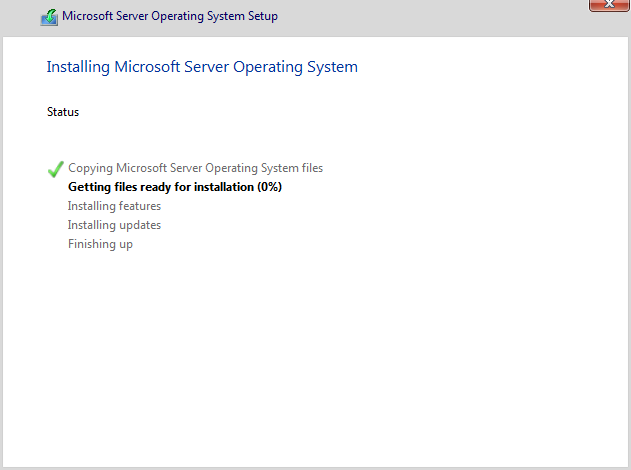 Microsoft Server Operating System Setup
Installing Microsoft Server Operating System
Status
Copying Microsoft Server Operating System files
Getting files ready for installation (0%)
Installing features
Installing updates
Finishing up